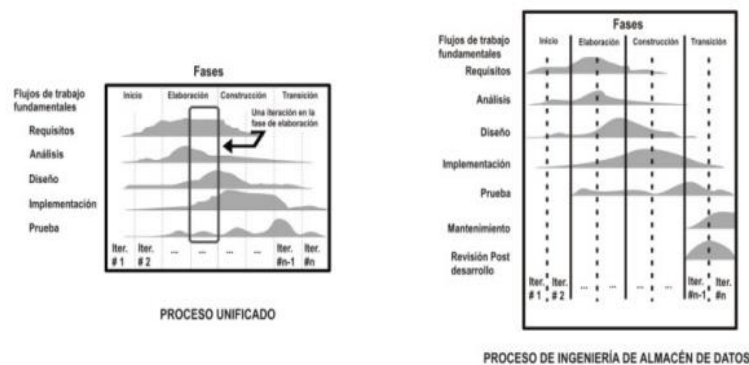 Fases
Flujos de trabajo
fundamentales
Inicio Elaboración Construcción Transición
Una iteración en la
fase de elaboración
Requisitos
Análisis
Diseño
Implementación
Prueba
Iter. # 1
Iter. # 2
... ... ... ...
Iter. #n-1
Iter. #n
PROCESO UNIFICADO
Fases
Flujos de trabajo
fundamentales
Inicio Elaboración Construcción Transición
Requisitos
Análisis
Diseño
Implementación
Prueba
Mantenimiento
Revisión Post
desarrollo
Iter. # 1
Iter. # 2
... ... ... ...
Iter. #n-1
Iter. #n
PROCESO DE INGENIERÍA DE ALMACÉN DE DATOS